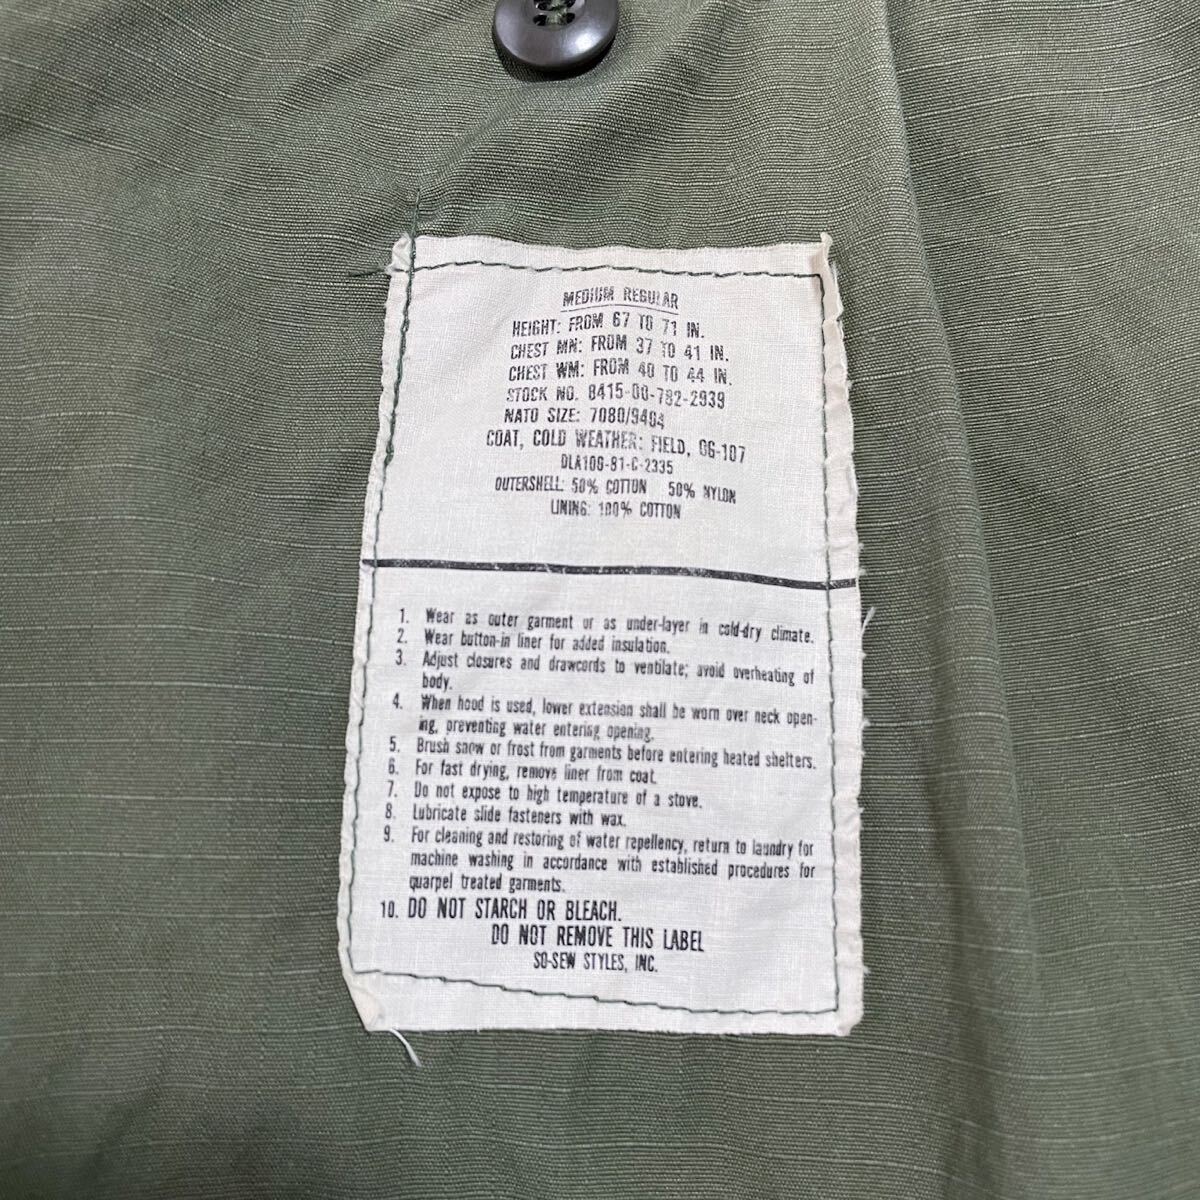 MEDIUM REGULAR
HEIGHT: FROM 67 TO 71 IN.
CHEST MN: FROM 37 TO 41 IN.
CHEST WM: FROM 40 TO 44 IN.
STOCK NO. 8415-00-782-2939
NATO SIZE: 7080/9404
COAT, COLD WEATHER: FIELD, OG-107
DLA100-81-C-2335
OUTERSHELL: 50% COTTON 50% NYLON
LINING: 100% COTTON
1. Wear as outer garment or as under-layer in cold-dry climate.
2. Wear button-in liner for added insulation.
3. Adjust closures and drawcords to ventilate; avoid overheating of
body.
4. When hood is used, lower extension shall be worn over neck open-
ing, preventing water entering opening.
5. Brush snow or frost from garments before entering heated shelters.
6. For fast drying, remove liner from coat.
7. Do not expose to high temperature of a stove.
8. Lubricate slide fasteners with wax.
9. For cleaning and restoring of water repellency, return to laundry for
machine washing in accordance with established procedures for
quarpel treated garments.
10. DO NOT STARCH OR BLEACH.
DO NOT REMOVE THIS LABEL
SO-SEW STYLES, INC.